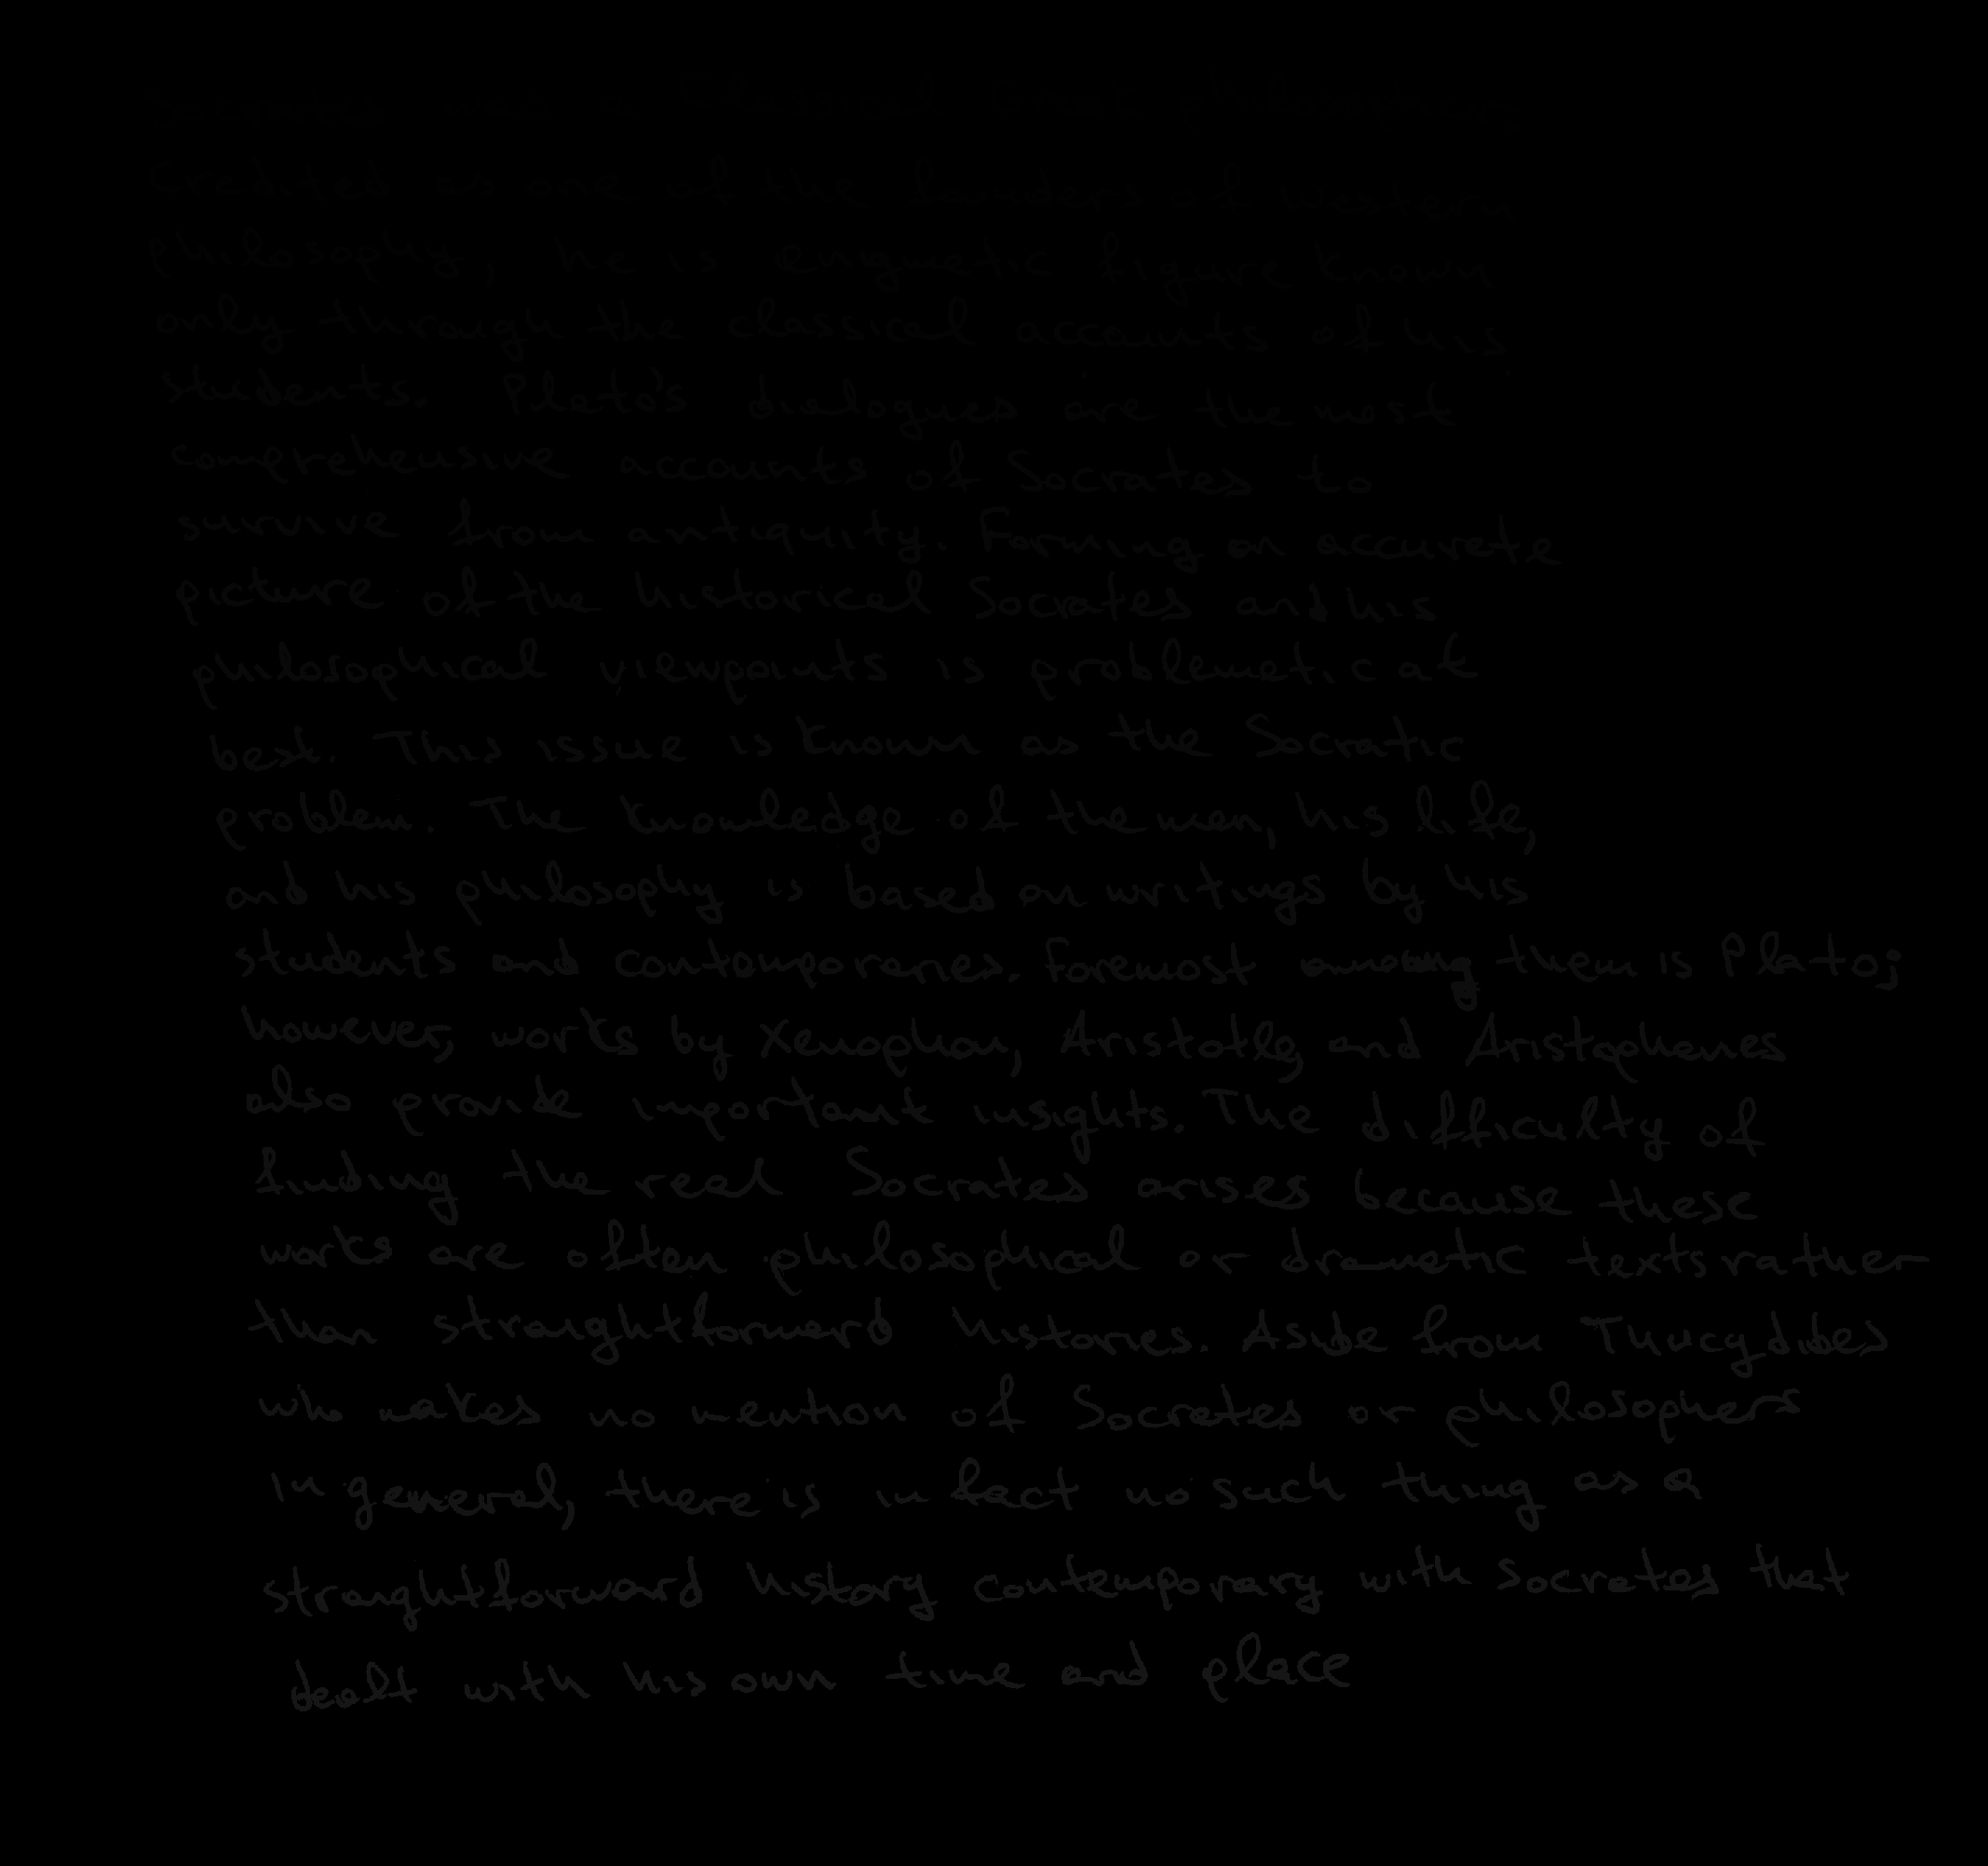 Credited as one of the founders of Western
philosophy, he is enigmetic figure known
only through the classical accounts of his
students. Plato's dialogues are the most
comprehensive accounts of Socrates to
survive from antiquity. Forming an accurete
picture of the historical Socrates and his
philosophical viewpoints is problemetic at
best. This issue is known as the Socratic
problem. The knowledge of the man, his life,
and his philosophy is based on writings by his
students and contomporaries. Foremost among them is Plato;
however, works by Xenophon, Aristotle, and Aristophanes
also provide important insights. The difficulty of
finding the real Socrates arises because these
works are often philosophical or drametic texts rather
than straightforward histories. Aside from Thucydides
who makes no mention of Socrates or philosophers
in general, there is in fact no such thing as a
straightforward history contemporary with Socrates that
dealt with his own time and place